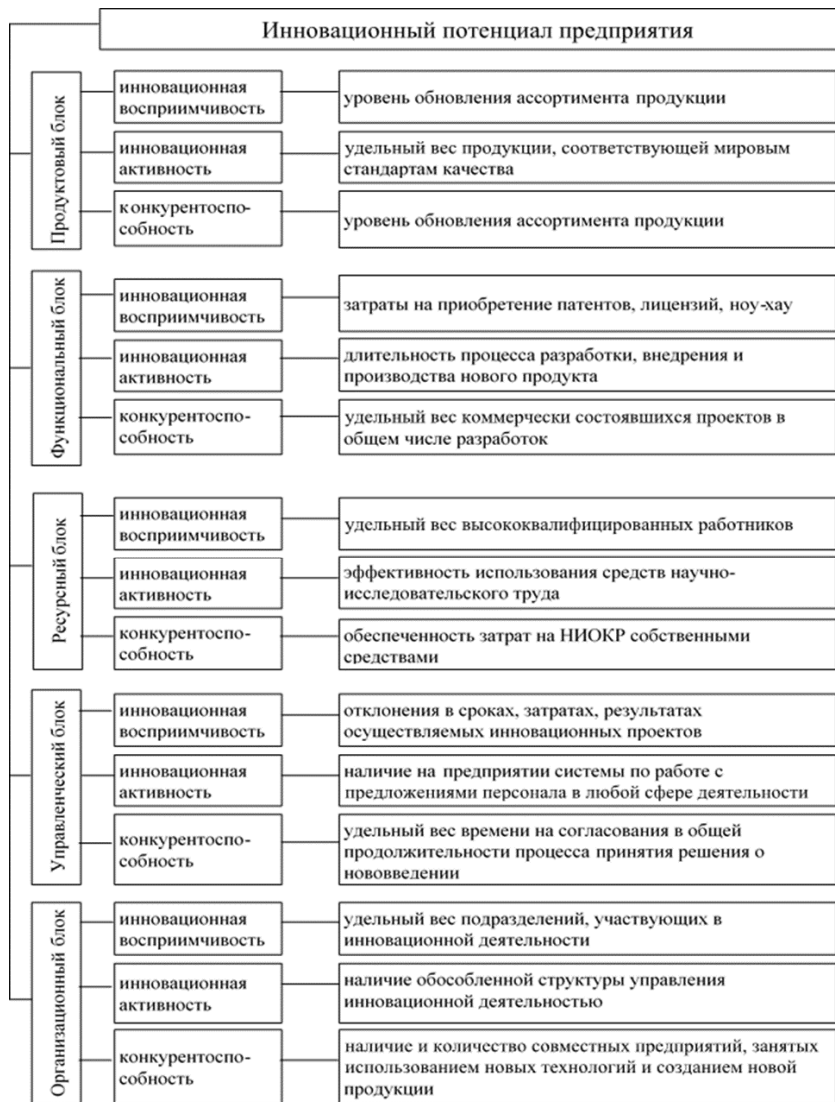 Инновационный потенциал предприятия
Продуктовый блок
инновационная
восприимчивость
уровень обновления ассортимента продукции
инновационная
активность
удельный вес продукции, соответствующей мировым
стандартам качества
конкурентоспо-
собность
уровень обновления ассортимента продукции
Функциональный блок
инновационная
восприимчивость
затраты на приобретение патентов, лицензий, ноу-хау
инновационная
активность
длительность процесса разработки, внедрения и
производства нового продукта
конкурентоспо-
собность
удельный вес коммерчески состоявшихся проектов в
общем числе разработок
Ресурсный блок
инновационная
восприимчивость
удельный вес высококвалифицированных работников
инновационная
активность
эффективность использования средств научно-
исследовательского труда
конкурентоспо-
собность
обеспеченность затрат на НИОКР собственными
средствами
Управленческий блок
инновационная
восприимчивость
отклонения в сроках, затратах, результатах
осуществляемых инновационных проектов
инновационная
активность
наличие на предприятии системы по работе с
предложениями персонала в любой сфере деятельности
конкурентоспо-
собность
удельный вес времени на согласования в общей
продолжительности процесса принятия решения о
нововведении
Организационный блок
инновационная
восприимчивость
удельный вес подразделений, участвующих в
инновационной деятельности
инновационная
активность
наличие обособленной структуры управления
инновационной деятельностью
конкурентоспо-
собность
наличие и количество совместных предприятий, занятых
использованием новых технологий и созданием новой
продукции